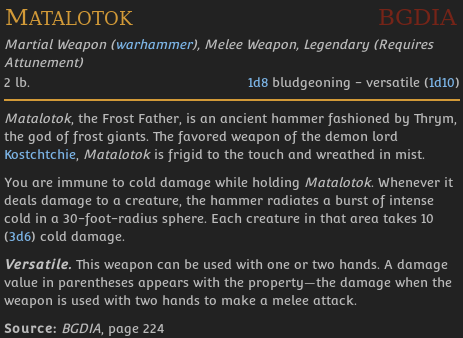 MATALOTOK BGDIA
Martial Weapon (warhammer), Melee Weapon, Legendary (Requires
Attunement)
2 lb. 1d8 bludgeoning - versatile (1d10)
Matalotok, the Frost Father, is an ancient hammer fashioned by Thrym,
the god of frost giants. The favored weapon of the demon lord
Kostchtchie, Matalotok is frigid to the touch and wreathed in mist.
You are immune to cold damage while holding Matalotok. Whenever it
deals damage to a creature, the hammer radiates a burst of intense
cold in a 30-foot-radius sphere. Each creature in that area takes 10
(3d6) cold damage.
Versatile. This weapon can be used with one or two hands. A damage
value in parentheses appears with the property—the damage when the
weapon is used with two hands to make a melee attack.
Source: BGDIA, page 224